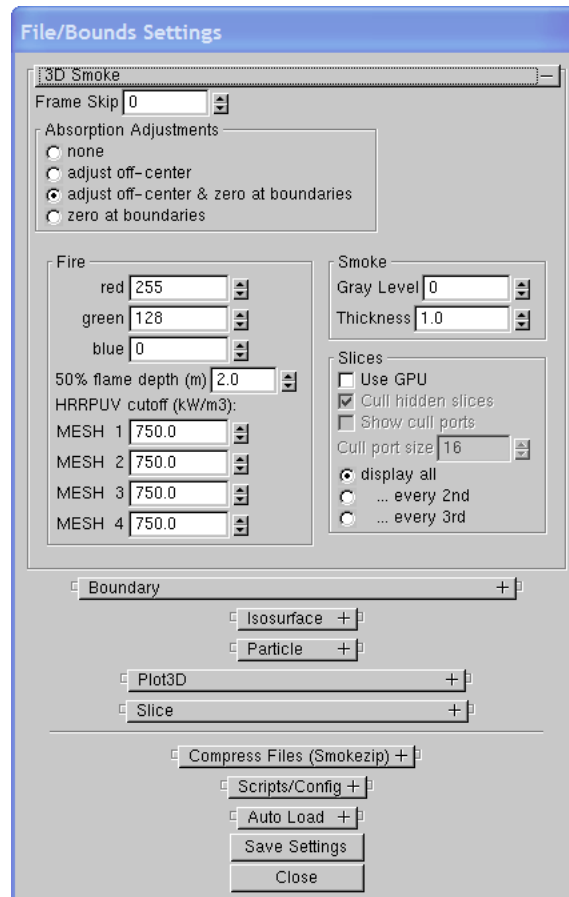 File/Bounds Settings
3D Smoke
Frame Skip 0
Absorption Adjustments
none
adjust off-center
adjust off-center & zero at boundaries
zero at boundaries
Fire
red 255
green 128
blue 0
50% flame depth (m) 2.0
HRRPUV cutoff (kW/m3):
MESH 1 750.0
MESH 2 750.0
MESH 3 750.0
MESH 4 750.0
Smoke
Gray Level 0
Thickness 1.0
Slices
Use GPU
Cull hidden slices
Show cull ports
Cull port size 16
display all
... every 2nd
... every 3rd
Boundary +
Isosurface +
Particle +
Plot3D +
Slice +
Compress Files (Smokezip) +
Scripts/Config +
Auto Load +
Save Settings
Close